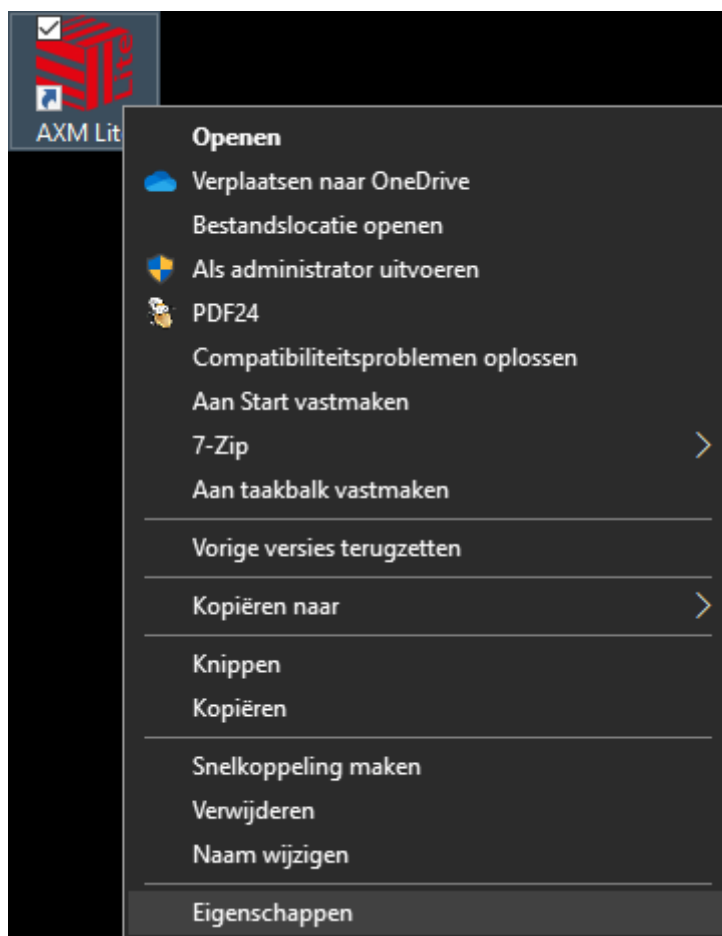 Lite
AXM Lit
Openen
Verplaatsen naar OneDrive
Bestandslocatie openen
Als administrator uitvoeren
PDF24
Compatibiliteitsproblemen oplossen
Aan Start vastmaken
7-Zip
Aan taakbalk vastmaken
Vorige versies terugzetten
Kopiëren naar
Knippen
Kopiëren
Snelkoppeling maken
Verwijderen
Naam wijzigen
Eigenschappen